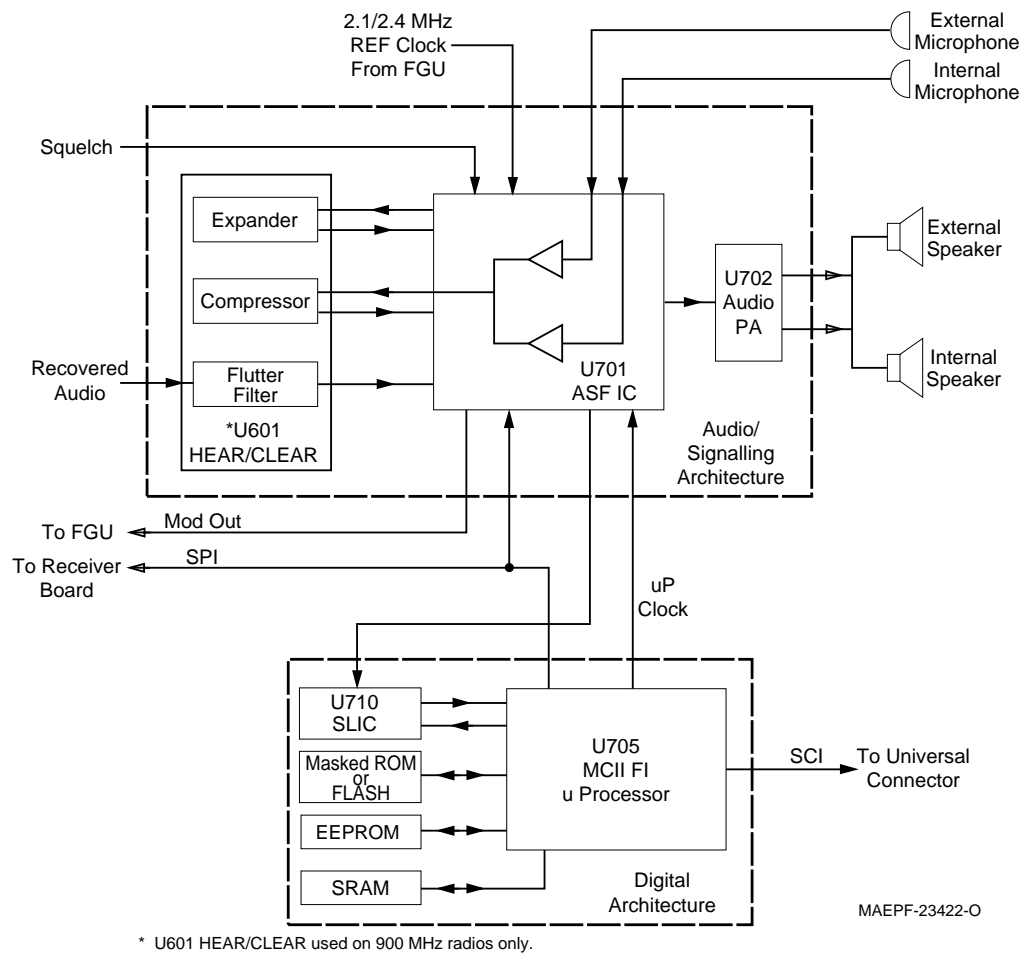 2.1/2.4 MHz
REF Clock
From FGU
External
Microphone
Internal
Microphone
Squelch
Expander
Compressor
Recovered
Audio
Flutter
Filter
*U601
HEAR/CLEAR
U701
ASF IC
U702
Audio
PA
External
Speaker
Internal
Speaker
Audio/
Signalling
Architecture
To FGU
Mod Out
To Receiver
Board
SPI
uP
Clock
U710
SLIC
Masked ROM
or
FLASH
EEPROM
SRAM
U705
MCII FI
u Processor
SCI
To Universal
Connector
Digital
Architecture
MAEPF-23422-O
* U601 HEAR/CLEAR used on 900 MHz radios only.